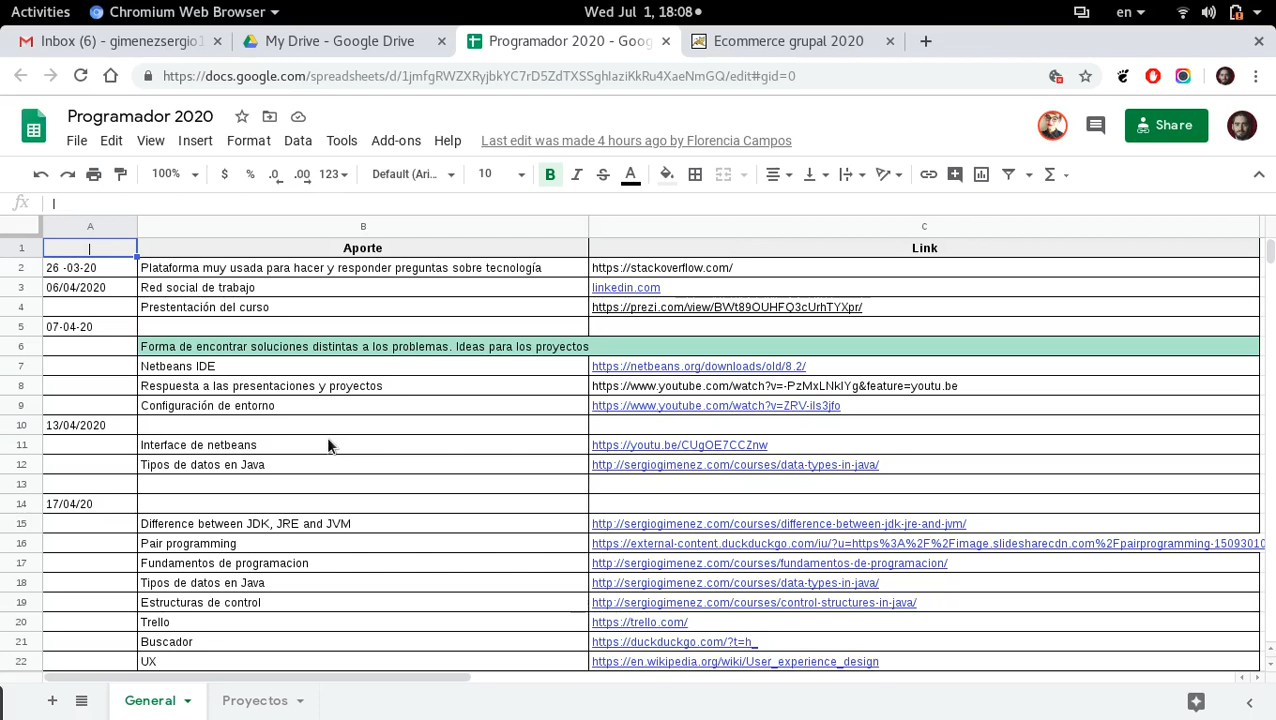 Activities Chromium Web Browser Wed Jul 1, 18:08 en
Inbox (6) - gimenezsergio1 My Drive - Google Drive Programador 2020 - Goog Ecommerce grupal 2020
https://docs.google.com/spreadsheets/d/1jmfgRWZXRyjbkYC7rD5ZdTXSSghIaziKkRu4XaeNmGQ/edit#gid=0
Programador 2020
File Edit View Insert Format Data Tools Add-ons Help Last edit was made 4 hours ago by Florencia Campos
Share
100% $ % .0 .00 123 Default (Ari... 10 B I S A
fx
A B C
1 Aporte Link
2 26 -03-20 Plataforma muy usada para hacer y responder preguntas sobre tecnología https://stackoverflow.com/
3 06/04/2020 Red social de trabajo linkedin.com
4 Prestentación del curso https://prezi.com/view/BWt89OUHFQ3cUrhTYXpr/
5 07-04-20
6 Forma de encontrar soluciones distintas a los problemas. Ideas para los proyectos
7 Netbeans IDE https://netbeans.org/downloads/old/8.2/
8 Respuesta a las presentaciones y proyectos https://www.youtube.com/watch?v=-PzMxLNkIYg&feature=youtu.be
9 Configuración de entorno https://www.youtube.com/watch?v=ZRV-iIs3jfo
10 13/04/2020
11 Interface de netbeans https://youtu.be/CUgOE7CCZnw
12 Tipos de datos en Java http://sergiogimenez.com/courses/data-types-in-java/
13
14 17/04/20
15 Difference between JDK, JRE and JVM http://sergiogimenez.com/courses/difference-between-jdk-jre-and-jvm/
16 Pair programming https://external-content.duckduckgo.com/iu/?u=https%3A%2F%2Fimage.slidesharecdn.com%2Fpairprogramming-15093010
17 Fundamentos de programacion http://sergiogimenez.com/courses/fundamentos-de-programacion/
18 Tipos de datos en Java http://sergiogimenez.com/courses/data-types-in-java/
19 Estructuras de control http://sergiogimenez.com/courses/control-structures-in-java/
20 Trello https://trello.com/
21 Buscador https://duckduckgo.com/?t=h_
22 UX https://en.wikipedia.org/wiki/User_experience_design
General Proyectos